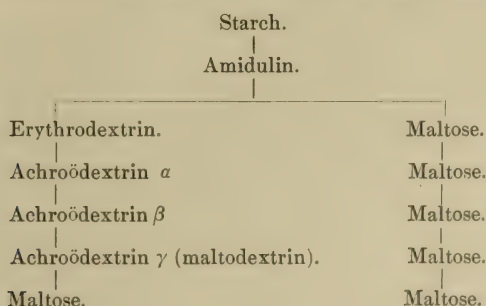 Starch.
Amidulin.
Erythrodextrin. Maltose.
Achroödextrin α Maltose.
Achroödextrin β Maltose.
Achroödextrin γ (maltodextrin). Maltose.
Maltose. Maltose.